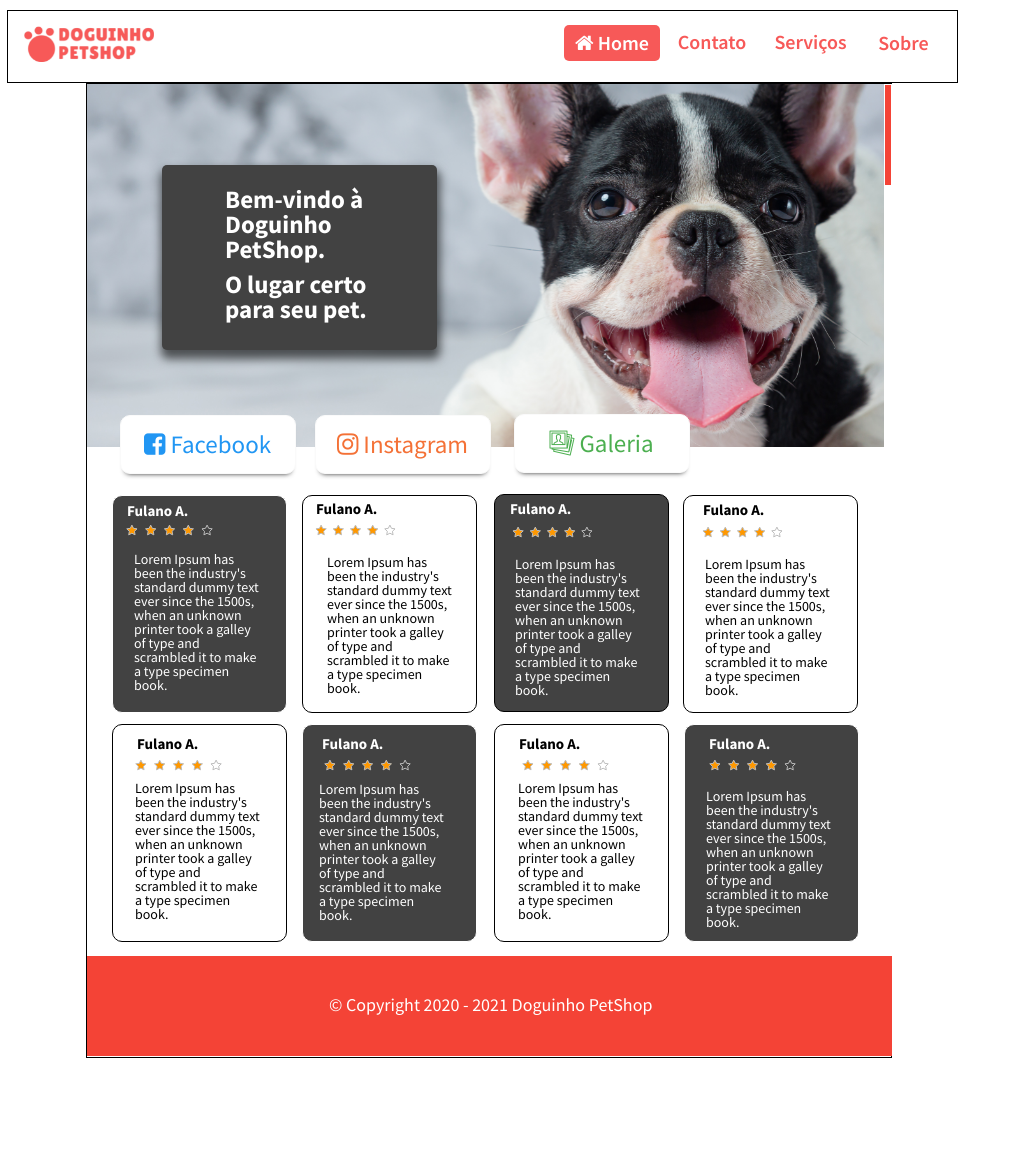 DOGUINHO
PETSHOP
Home Contato Serviços Sobre
Bem-vindo à
Doguinho
PetShop.
O lugar certo
para seu pet.
Facebook Instagram Galeria
Fulano A.
Lorem Ipsum has
been the industry's
standard dummy text
ever since the 1500s,
when an unknown
printer took a galley
of type and
scrambled it to make
a type specimen
book.
Fulano A.
Lorem Ipsum has
been the industry's
standard dummy text
ever since the 1500s,
when an unknown
printer took a galley
of type and
scrambled it to make
a type specimen
book.
Fulano A.
Lorem Ipsum has
been the industry's
standard dummy text
ever since the 1500s,
when an unknown
printer took a galley
of type and
scrambled it to make
a type specimen
book.
Fulano A.
Lorem Ipsum has
been the industry's
standard dummy text
ever since the 1500s,
when an unknown
printer took a galley
of type and
scrambled it to make
a type specimen
book.
Fulano A.
Lorem Ipsum has
been the industry's
standard dummy text
ever since the 1500s,
when an unknown
printer took a galley
of type and
scrambled it to make
a type specimen
book.
Fulano A.
Lorem Ipsum has
been the industry's
standard dummy text
ever since the 1500s,
when an unknown
printer took a galley
of type and
scrambled it to make
a type specimen
book.
Fulano A.
Lorem Ipsum has
been the industry's
standard dummy text
ever since the 1500s,
when an unknown
printer took a galley
of type and
scrambled it to make
a type specimen
book.
Fulano A.
Lorem Ipsum has
been the industry's
standard dummy text
ever since the 1500s,
when an unknown
printer took a galley
of type and
scrambled it to make
a type specimen
book.
© Copyright 2020 - 2021 Doguinho PetShop